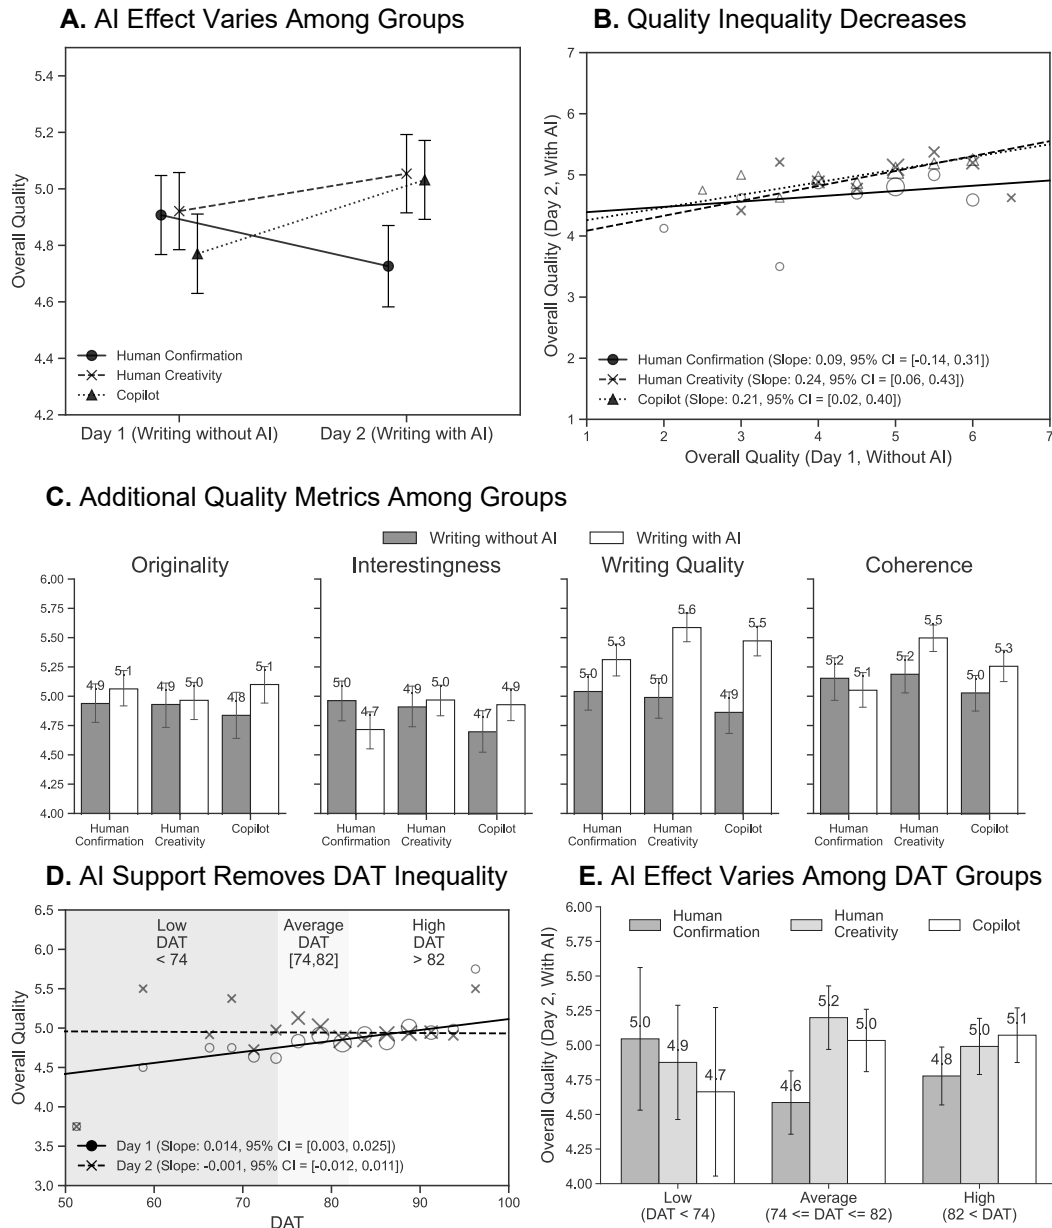 A. AI Effect Varies Among Groups
5.4
5.2
5.0
4.8
4.6
4.4
4.2
Overall Quality
Human Confirmation
Human Creativity
Copilot
Day 1 (Writing without AI)
Day 2 (Writing with AI)
B. Quality Inequality Decreases
7
6
5
4
3
2
1
Overall Quality (Day 2, With AI)
Human Confirmation (Slope: 0.09, 95% CI = [-0.14, 0.31])
Human Creativity (Slope: 0.24, 95% CI = [0.06, 0.43])
Copilot (Slope: 0.21, 95% CI = [0.02, 0.40])
1 2 3 4 5 6 7
Overall Quality (Day 1, Without AI)
C. Additional Quality Metrics Among Groups
Writing without AI Writing with AI
Originality
6.00
5.75
5.50
5.25
5.00
4.75
4.50
4.25
4.00
4.9 5.1 4.9 5.0 4.8 5.1
Human
Confirmation
Human
Creativity
Copilot
Interestingness
5.0 4.7 4.9 5.0 4.7 4.9
Human
Confirmation
Human
Creativity
Copilot
Writing Quality
5.0 5.3 5.0 5.6 4.9 5.5
Human
Confirmation
Human
Creativity
Copilot
Coherence
5.2 5.1 5.2 5.5 5.0 5.3
Human
Confirmation
Human
Creativity
Copilot
D. AI Support Removes DAT Inequality
6.5
6.0
5.5
5.0
4.5
4.0
3.5
3.0
Overall Quality
Low
DAT
< 74
Average
DAT
[74,82]
High
DAT
> 82
Day 1 (Slope: 0.014, 95% CI = [0.003, 0.025])
Day 2 (Slope: -0.001, 95% CI = [-0.012, 0.011])
50 60 70 80 90 100
DAT
E. AI Effect Varies Among DAT Groups
6.00
5.75
5.50
5.25
5.00
4.75
4.50
4.25
4.00
Overall Quality (Day 2, With AI)
Human
Confirmation
Human
Creativity
Copilot
5.0 4.9 4.7 4.6 5.2 5.0 4.8 5.0 5.1
Low
(DAT < 74)
Average
(74 <= DAT <= 82)
High
(82 < DAT)